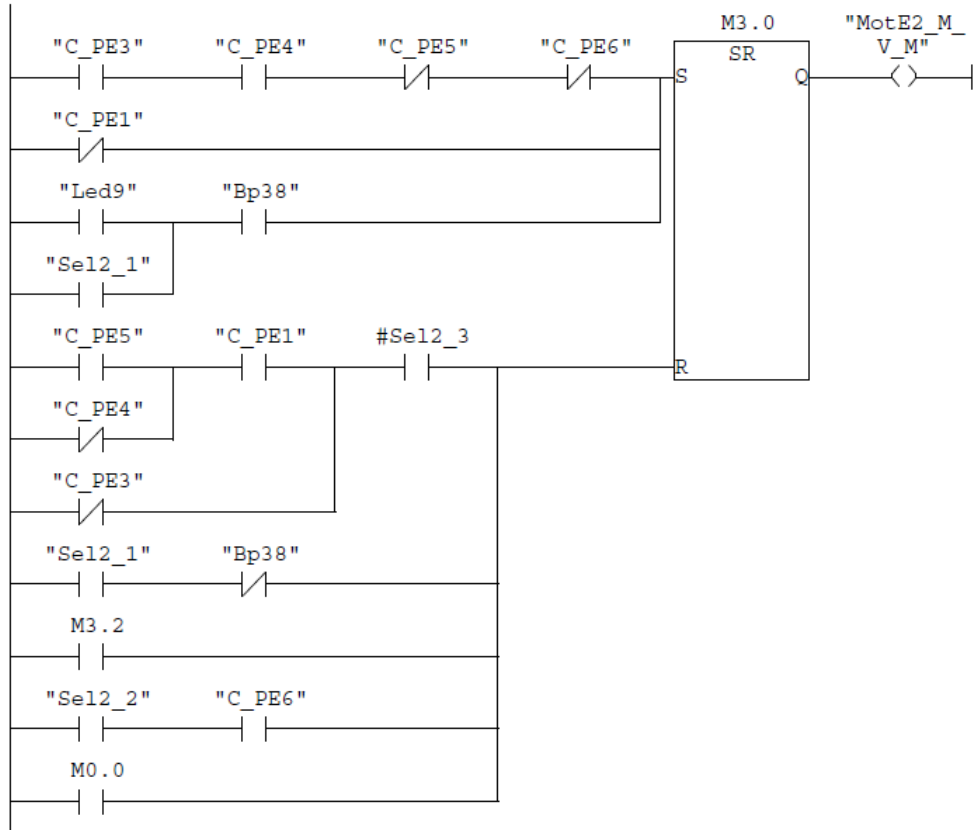 M3.0 "MotE2_M_
"C_PE3" "C_PE4" "C_PE5" "C_PE6" SR V_M"
S Q
"C_PE1"
"Led9" "Bp38"
"Sel2_1"
"C_PE5" "C_PE1" #Sel2_3
R
"C_PE4"
"C_PE3"
"Sel2_1" "Bp38"
M3.2
"Sel2_2" "C_PE6"
M0.0